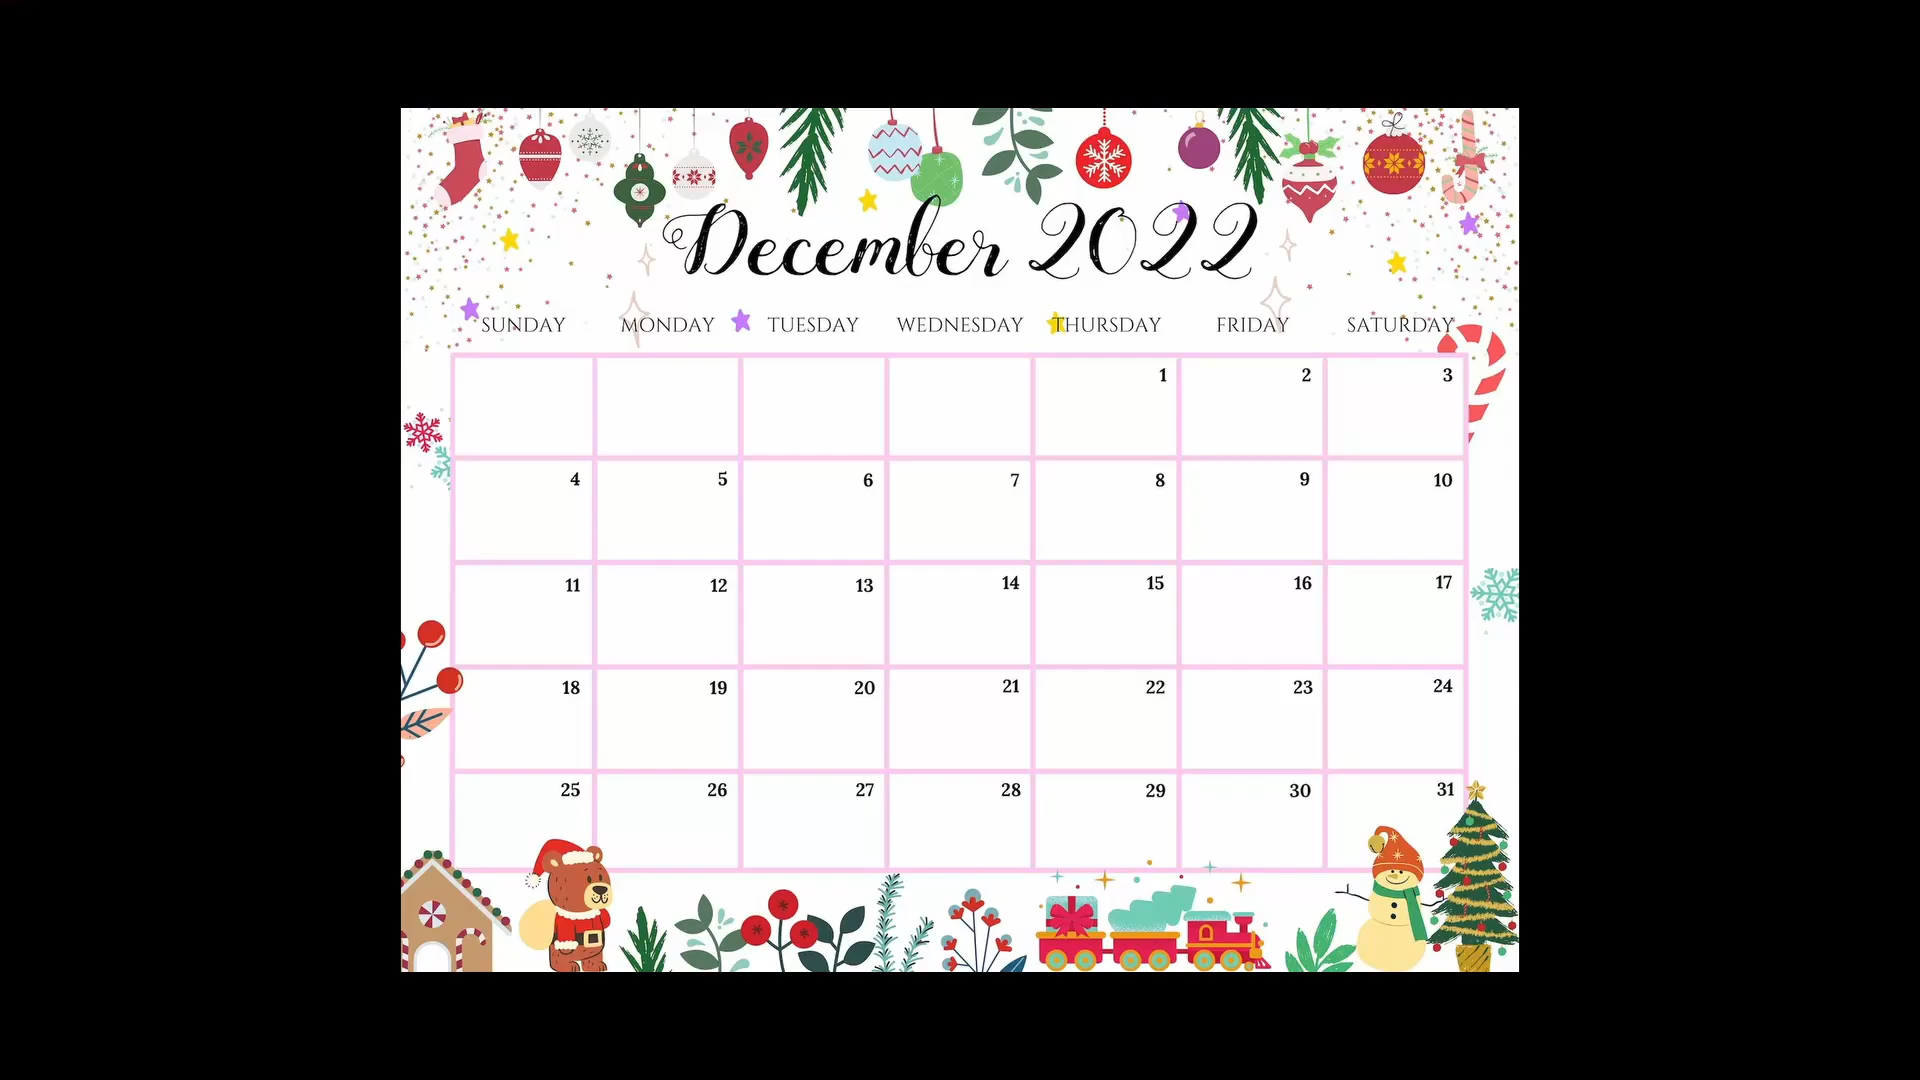 December 2022
SUNDAY MONDAY TUESDAY WEDNESDAY THURSDAY FRIDAY SATURDAY
1 2 3
4 5 6 7 8 9 10
11 12 13 14 15 16 17
18 19 20 21 22 23 24
25 26 27 28 29 30 31